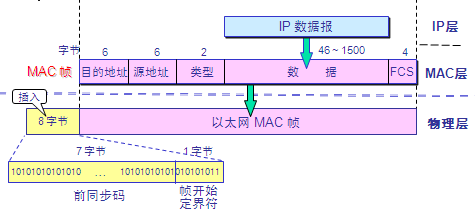 IP 数据报
IP层
字节 6 6 2 46 ~ 1500 4
MAC 帧 目的地址 源地址 类型 数 据 FCS MAC层
插入
8 字节 以太网 MAC 帧 物理层
7 字节 1 字节
10101010101010 … 10101010101010101011
前同步码 帧开始
定界符